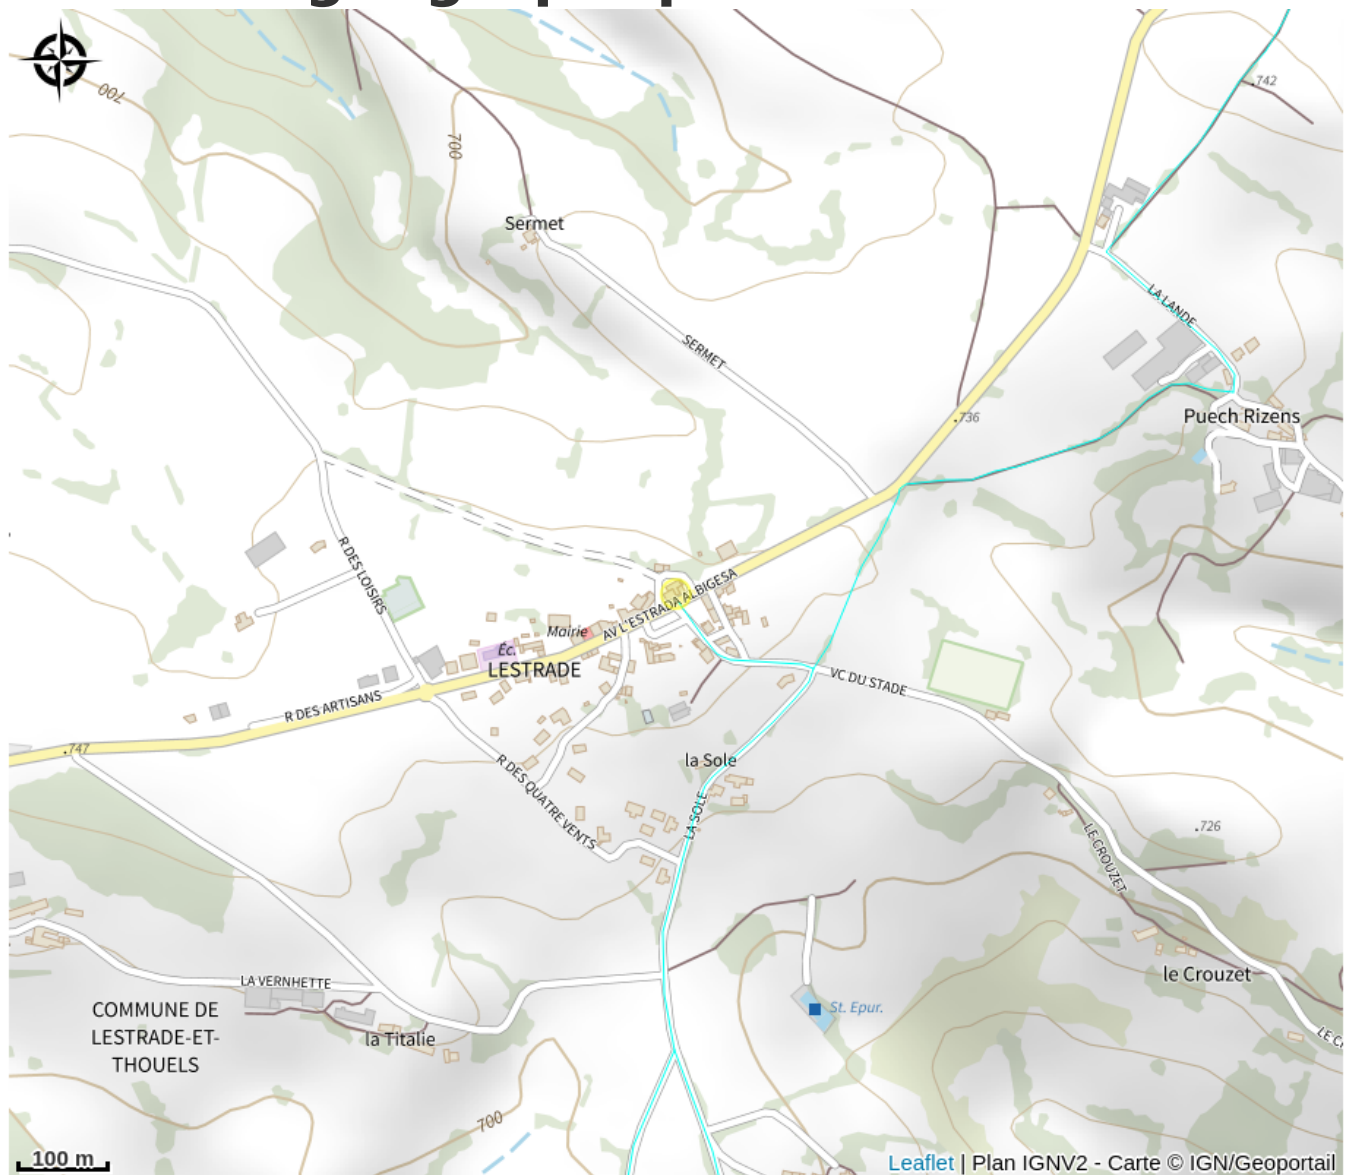 700
700
742
Sermet
LA LANDE
SERMET
736
Puech Rizens
R DES LOISIRS
AV L'ESTRADA ALBIGESA
Mairie
Éc.
LESTRADE
VC DU STADE
R DES ARTISANS
747
la Sole
R DES QUATRE VENTS
LA SOLE
726
LE CROUZET
le Crouzet
LA VERNHETTE
COMMUNE DE
LESTRADE-ET-
THOUELS
St. Epur.
la Titalie
700
100 m
Leaflet | Plan IGNV2 - Carte © IGN/Geoportail